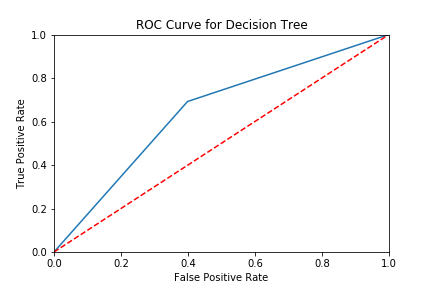 ROC Curve for Decision Tree
1.0
0.8
0.6
0.4
0.2
0.0
True Positive Rate
0.0 0.2 0.4 0.6 0.8 1.0
False Positive Rate